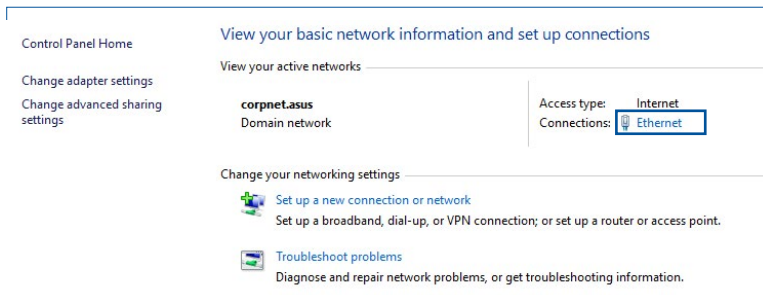 Control Panel Home
Change adapter settings
Change advanced sharing
settings
View your basic network information and set up connections
View your active networks
corpnet.asus
Domain network
Access type: Internet
Connections: Ethernet
Change your networking settings
Set up a new connection or network
Set up a broadband, dial-up, or VPN connection; or set up a router or access point.
Troubleshoot problems
Diagnose and repair network problems, or get troubleshooting information.